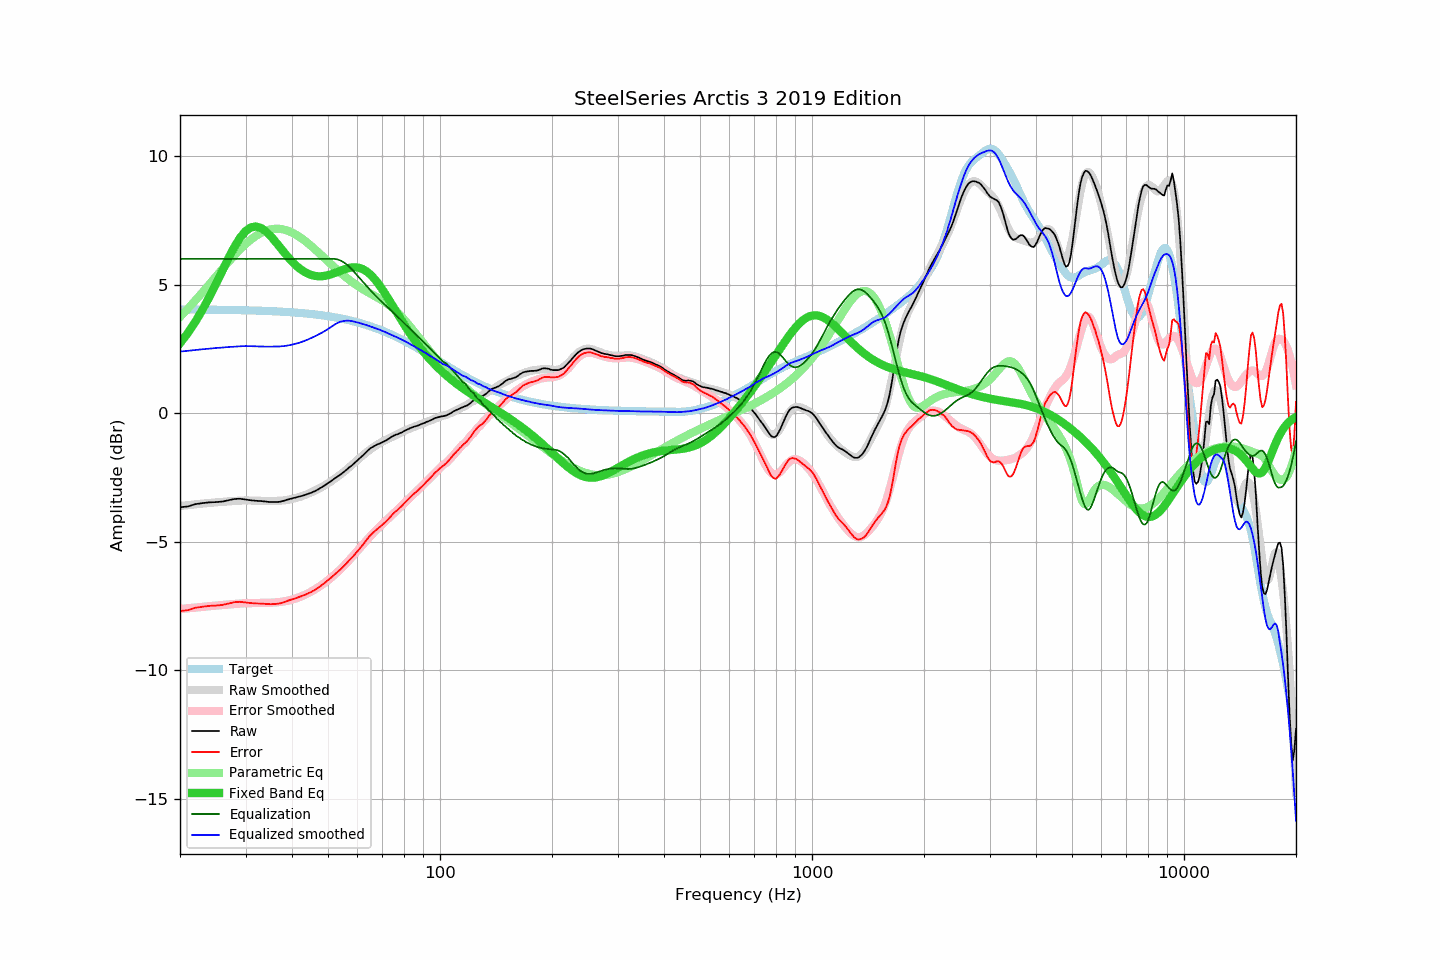 SteelSeries Arctis 3 2019 Edition
Amplitude (dBr)
10
5
0
−5
−10
−15
Target
Raw Smoothed
Error Smoothed
Raw
Error
Parametric Eq
Fixed Band Eq
Equalization
Equalized smoothed
100
1000
10000
Frequency (Hz)